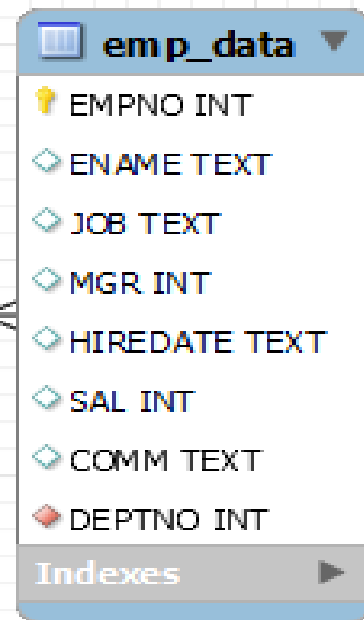 emp_data
EMPNO INT
ENAME TEXT
JOB TEXT
MGR INT
HIREDATE TEXT
SAL INT
COMM TEXT
DEPTNO INT
Indexes